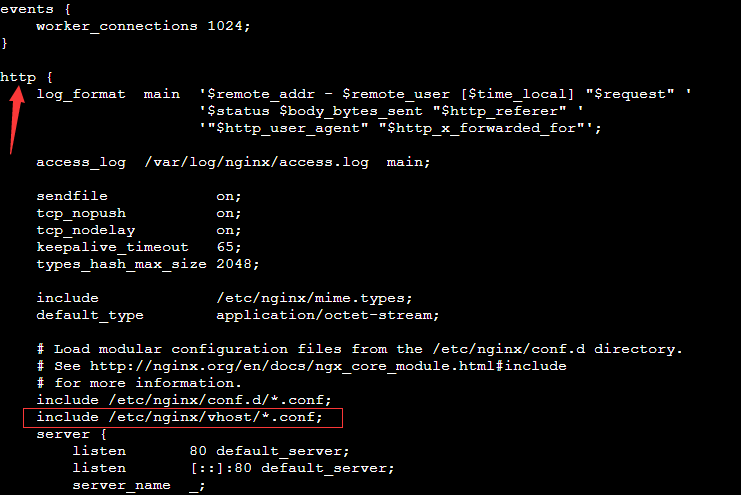 events {
    worker_connections 1024;
}
http {
    log_format  main  '$remote_addr - $remote_user [$time_local] "$request" '
                      '$status $body_bytes_sent "$http_referer" '
                      '"$http_user_agent" "$http_x_forwarded_for"';
    access_log  /var/log/nginx/access.log  main;
    sendfile            on;
    tcp_nopush          on;
    tcp_nodelay         on;
    keepalive_timeout   65;
    types_hash_max_size 2048;
    include             /etc/nginx/mime.types;
    default_type        application/octet-stream;
    # Load modular configuration files from the /etc/nginx/conf.d directory.
    # See http://nginx.org/en/docs/ngx_core_module.html#include
    # for more information.
    include /etc/nginx/conf.d/*.conf;
    include /etc/nginx/vhost/*.conf;
    server {
        listen       80 default_server;
        listen       [::]:80 default_server;
        server_name  _;